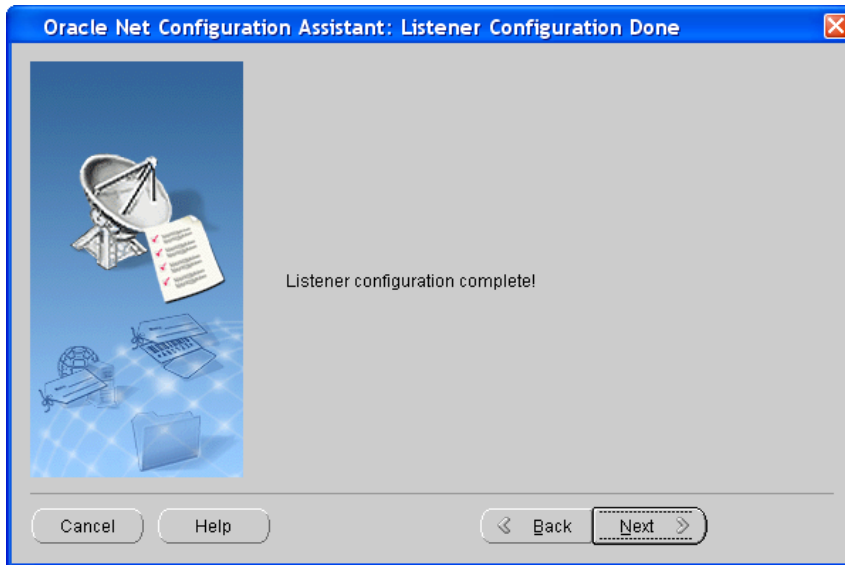 Oracle Net Configuration Assistant: Listener Configuration Done
Listener configuration complete!
Cancel
Help
Back
Next